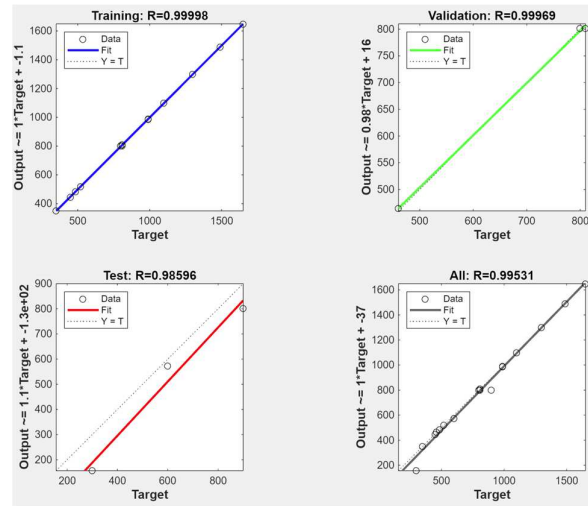 Training: R=0.99998
Output ~= 1*Target + -1.1
1600
1400
1200
1000
800
600
400
Data
Fit
Y = T
500
1000
1500
Target
Validation: R=0.99969
Output ~= 0.98*Target + 16
800
750
700
650
600
550
500
Data
Fit
Y = T
500
600
700
800
Target
Test: R=0.98596
Output ~= 1.1*Target + -1.3e+02
900
800
700
600
500
400
300
200
Data
Fit
Y = T
200
400
600
800
Target
All: R=0.99531
Output ~= 1*Target + -37
1600
1400
1200
1000
800
600
400
200
Data
Fit
Y = T
500
1000
1500
Target